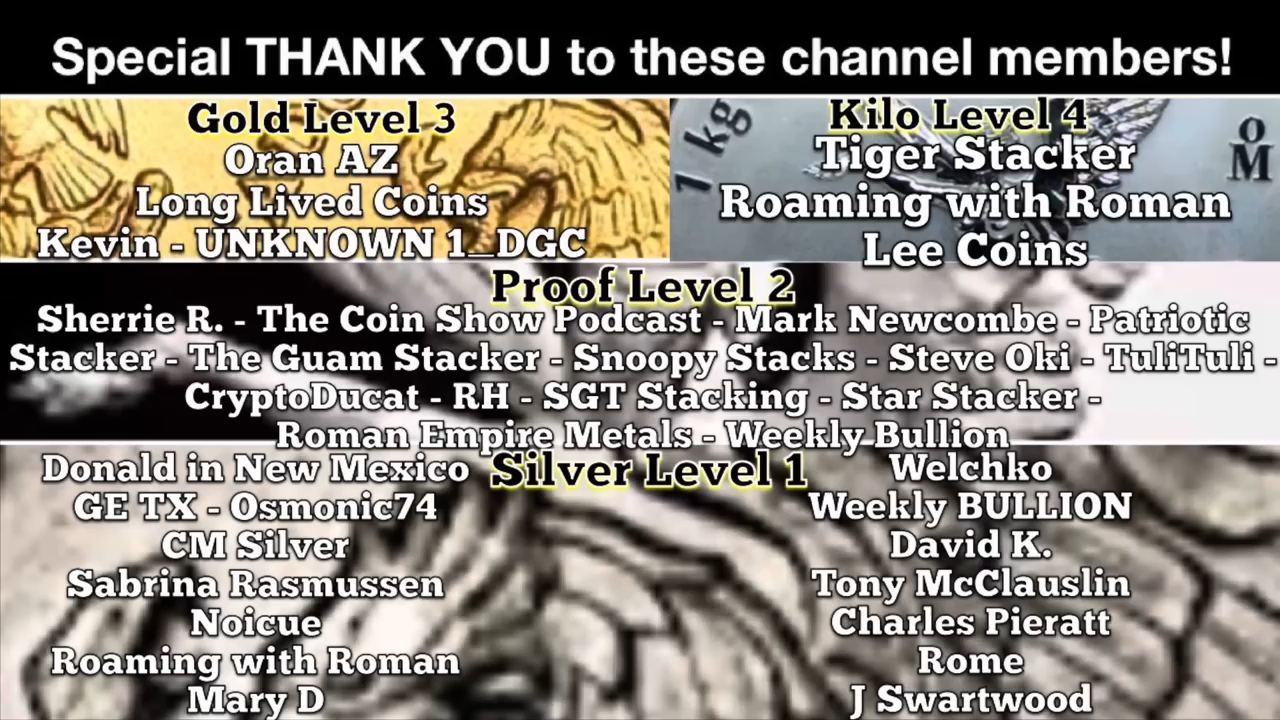 Special THANK YOU to these channel members!
Gold Level 3
Oran AZ
Long Lived Coins
Kevin - UNKNOWN 1_DGC
Kilo Level 4
Tiger Stacker
Roaming with Roman
Lee Coins
1 kg
OM
Proof Level 2
Sherrie R. - The Coin Show Podcast - Mark Newcombe - Patriotic
Stacker - The Guam Stacker - Snoopy Stacks - Steve Oki - TuliTuli -
CryptoDucat - RH - SGT Stacking - Star Stacker -
Roman Empire Metals - Weekly Bullion
Silver Level 1
Donald in New Mexico
GE TX - Osmonic74
CM Silver
Sabrina Rasmussen
Noicue
Roaming with Roman
Mary D
Welchko
Weekly BULLION
David K.
Tony McClauslin
Charles Pieratt
Rome
J Swartwood